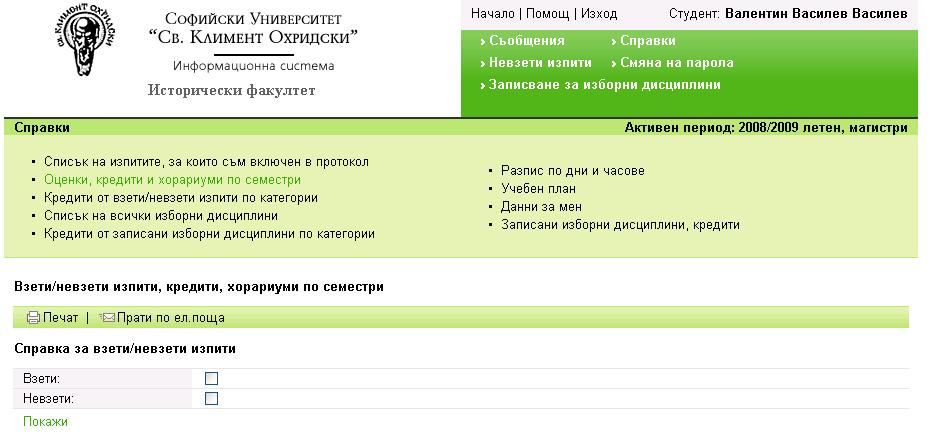 СВ. КЛИМЕНТ ОХРИДСКИ
Софийски Университет
“Св. Климент Охридски”
Информационна система
Исторически факултет
Начало | Помощ | Изход
Студент: Валентин Василев Василев
Съобщения
Справки
Невзети изпити
Смяна на парола
Записване за изборни дисциплини
Справки
Активен период: 2008/2009 летен, магистри
Списък на изпитите, за които съм включен в протокол
Оценки, кредити и хорариуми по семестри
Кредити от взети/невзети изпити по категории
Списък на всички изборни дисциплини
Кредити от записани изборни дисциплини по категории
Разпис по дни и часове
Учебен план
Данни за мен
Записани изборни дисциплини, кредити
Взети/невзети изпити, кредити, хорариуми по семестри
Печат | Прати по ел.поща
Справка за взети/невзети изпити
Взети:
Невзети:
Покажи